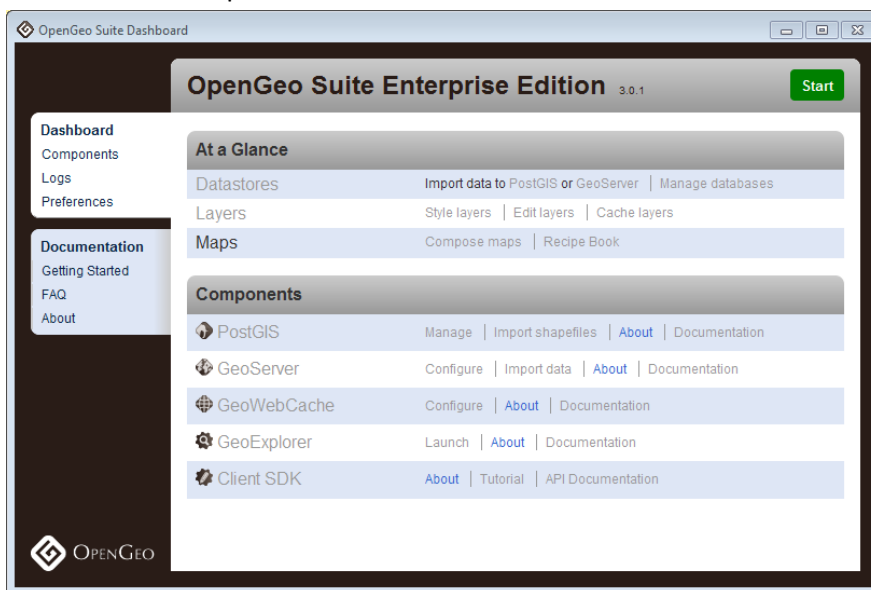 OpenGeo Suite Dashboard
OpenGeo Suite Enterprise Edition 3.0.1
Start
Dashboard
Components
Logs
Preferences
Documentation
Getting Started
FAQ
About
At a Glance
Datastores Import data to PostGIS or GeoServer | Manage databases
Layers Style layers | Edit layers | Cache layers
Maps Compose maps | Recipe Book
Components
PostGIS Manage | Import shapefiles | About | Documentation
GeoServer Configure | Import data | About | Documentation
GeoWebCache Configure | About | Documentation
GeoExplorer Launch | About | Documentation
Client SDK About | Tutorial | API Documentation
OPENGEO